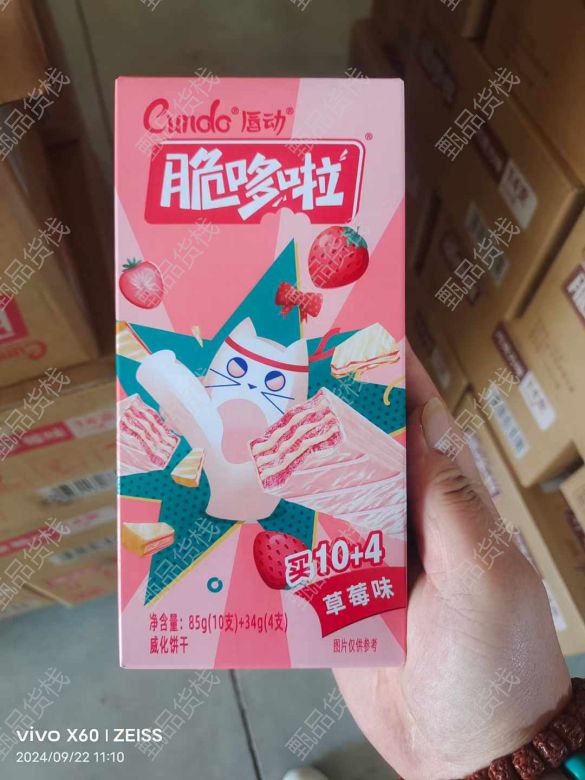 Cundo® 唇动®
脆哆啦®
买10+4
草莓味
净含量：85g(10支)+34g(4支)
威化饼干
图片仅供参考
Cundo
vivo X60 | ZEISS
2024/09/22 11:10
甄品货栈